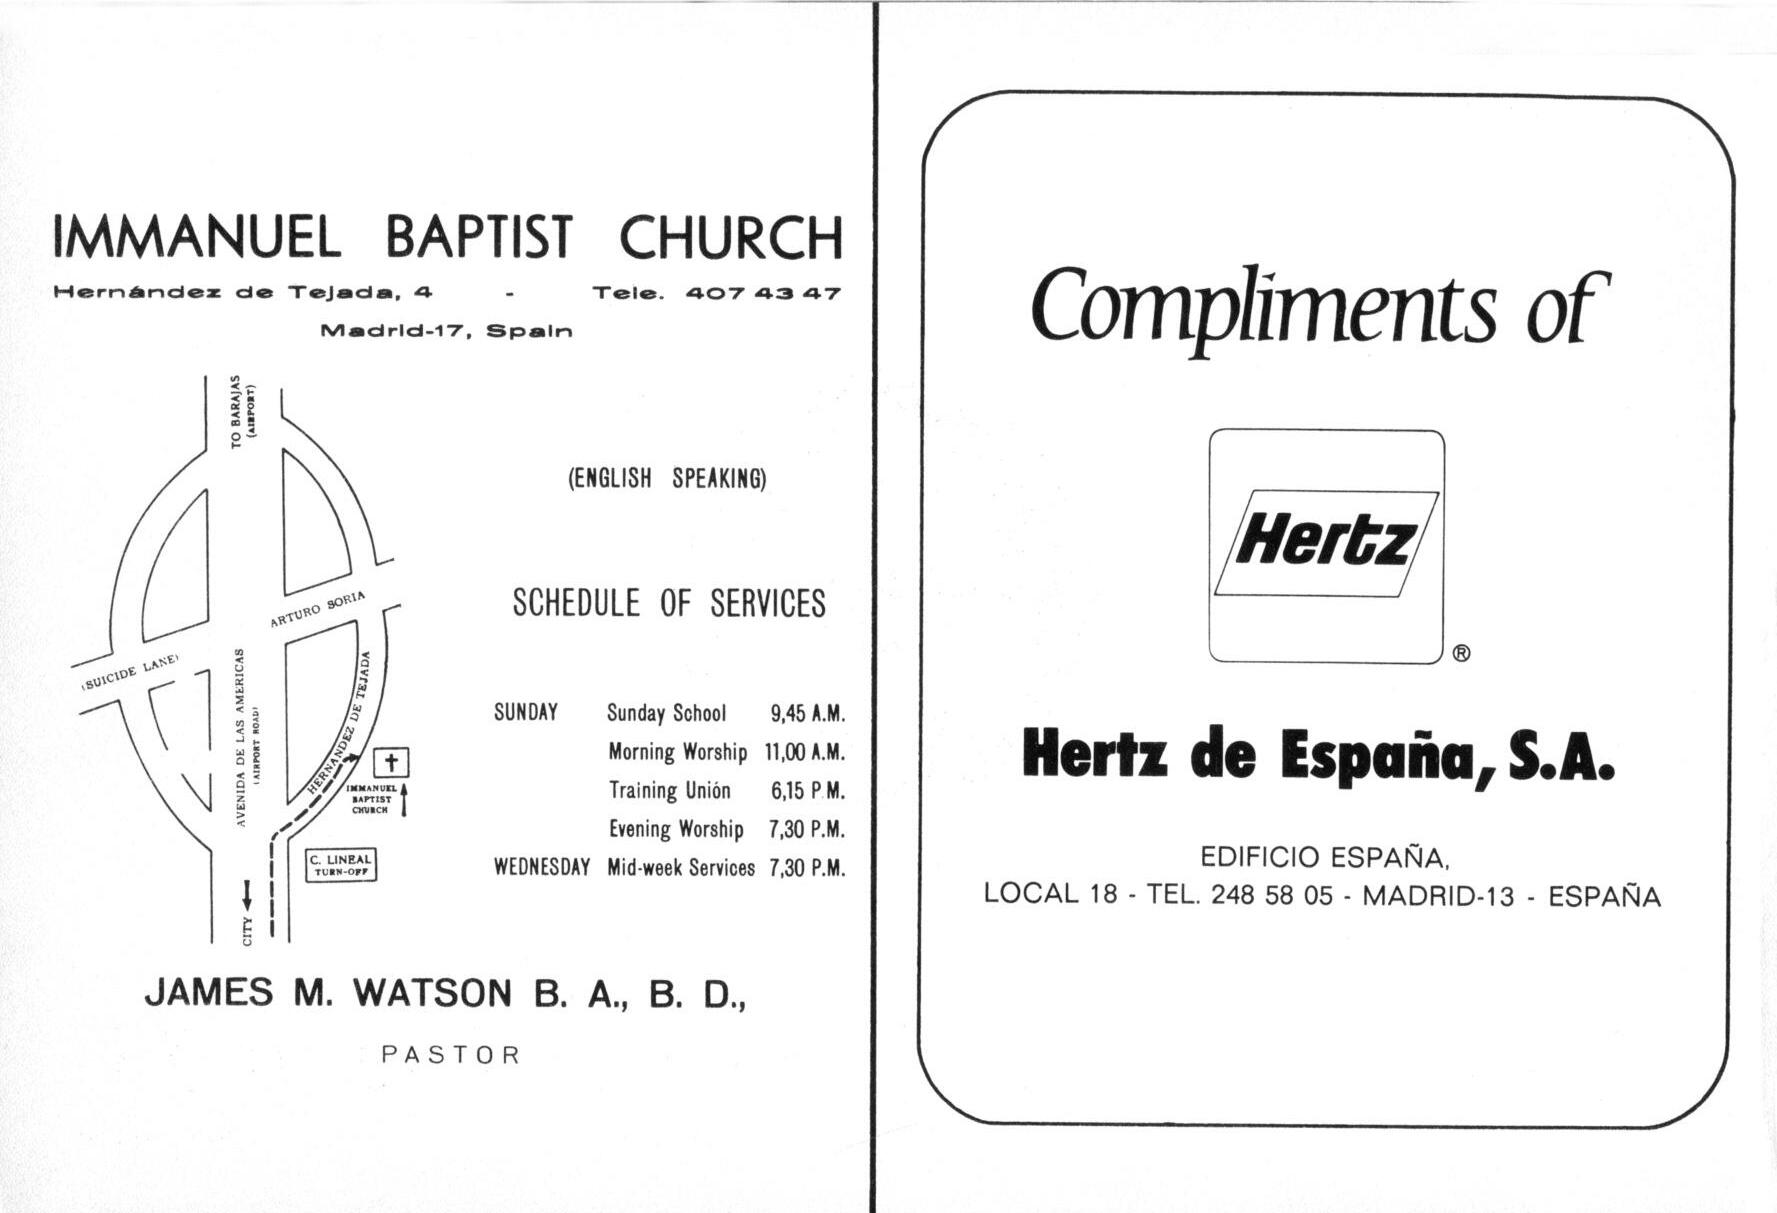 IMMANUEL BAPTIST CHURCH
Hernández de Tejada, 4 - Tele. 407 43 47
Madrid-17, Spain
TO BARAJAS
(AIRPORT)
(ENGLISH SPEAKING)
ARTURO SORIA
(SUICIDE LANE)
AVENIDA DE LAS AMERICAS
(AIRPORT ROAD)
HERNANDEZ DE TEJADA
IMMANUEL
BAPTIST
CHURCH
C. LINEAL
TURN-OFF
CITY
SCHEDULE OF SERVICES
SUNDAY Sunday School 9,45 A.M.
Morning Worship 11,00 A.M.
Training Unión 6,15 P.M.
Evening Worship 7,30 P.M.
WEDNESDAY Mid-week Services 7,30 P.M.
JAMES M. WATSON B. A., B. D.,
PASTOR
Compliments of
Hertz
®
Hertz de España, S.A.
EDIFICIO ESPAÑA,
LOCAL 18 - TEL. 248 58 05 - MADRID-13 - ESPAÑA